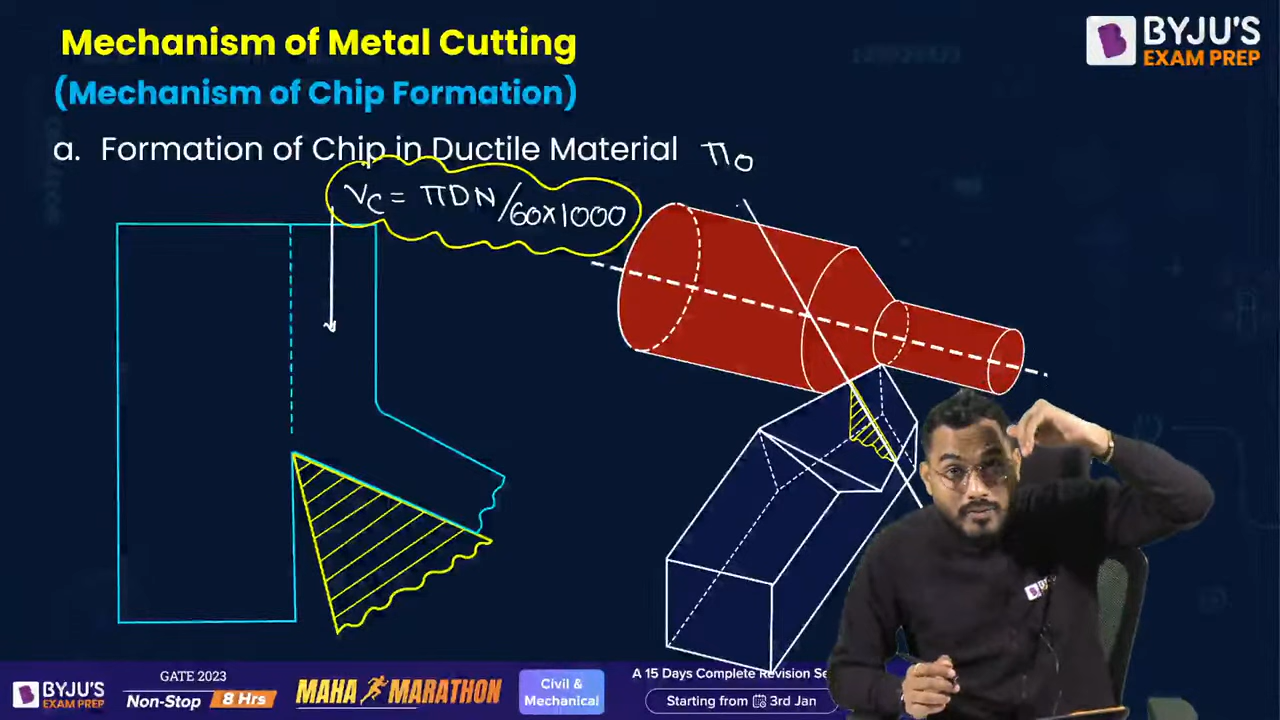 Mechanism of Metal Cutting
(Mechanism of Chip Formation)
BYJU'S
EXAM PREP
a. Formation of Chip in Ductile Material
π₀
V_C = πDN/60×1000
BYJU'S
EXAM PREP
GATE 2023
Non-Stop 8 Hrs
MAHA MARATHON
Civil &
Mechanical
A 15 Days Complete Revision Se
Starting from 3rd Jan